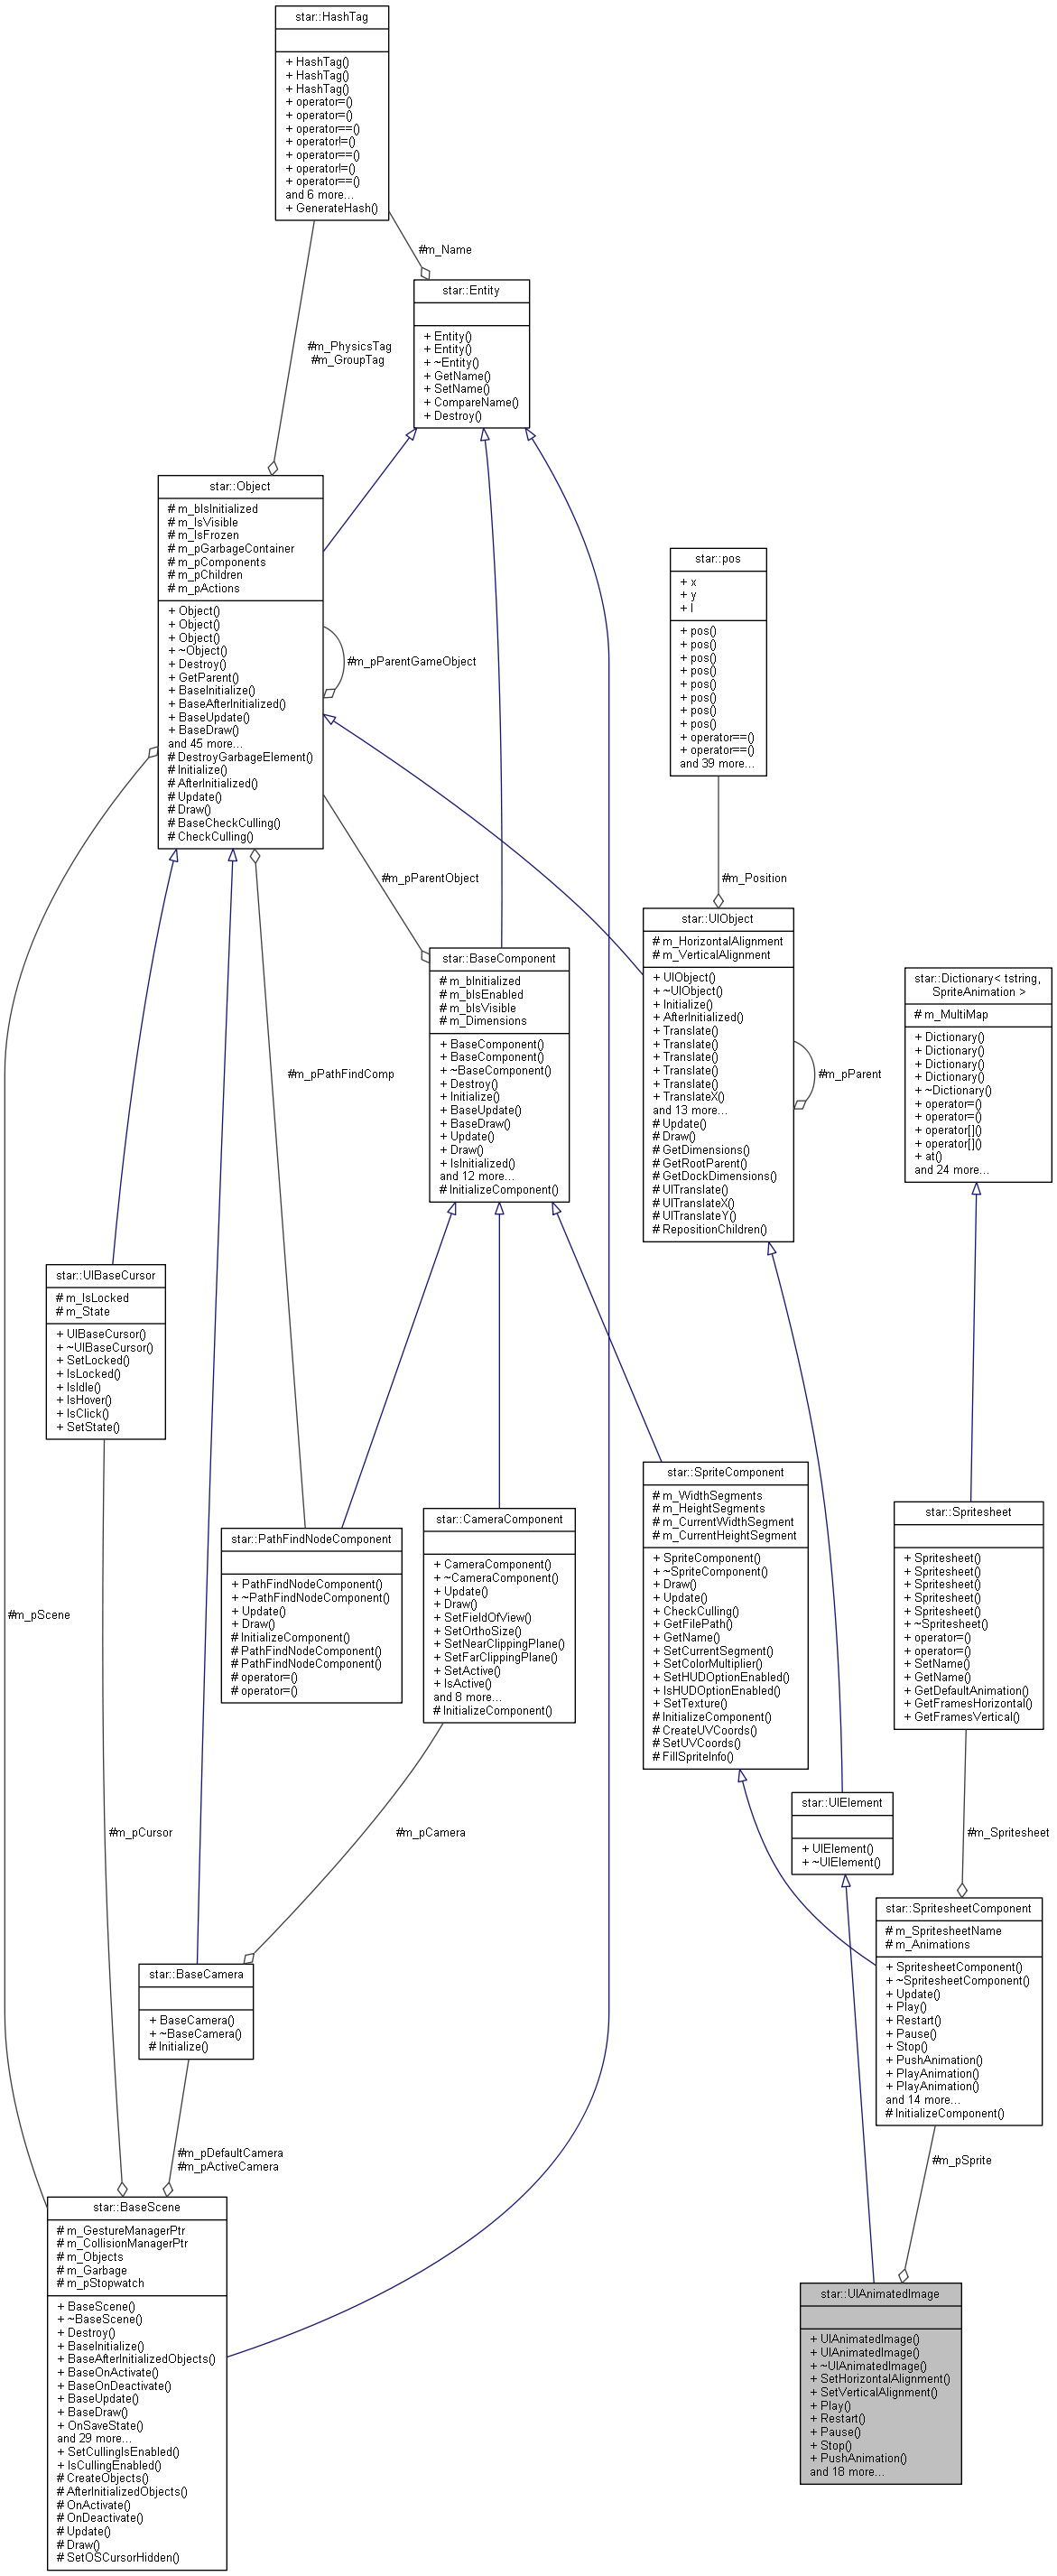 star::HashTag
+ HashTag()
+ HashTag()
+ HashTag()
+ operator=()
+ operator=()
+ operator==()
+ operator!=()
+ operator==()
+ operator!=()
+ operator==()
and 6 more...
+ GenerateHash()
#m_Name
star::Entity
+ Entity()
+ Entity()
+ ~Entity()
+ GetName()
+ SetName()
+ CompareName()
+ Destroy()
#m_PhysicsTag
#m_GroupTag
star::Object
# m_bIsInitialized
# m_IsVisible
# m_IsFrozen
# m_pGarbageContainer
# m_pComponents
# m_pChildren
# m_pActions
+ Object()
+ Object()
+ Object()
+ ~Object()
+ Destroy()
+ GetParent()
+ BaseInitialize()
+ BaseAfterInitialized()
+ BaseUpdate()
+ BaseDraw()
and 45 more...
# DestroyGarbageElement()
# Initialize()
# AfterInitialized()
# Update()
# Draw()
# BaseCheckCulling()
# CheckCulling()
#m_pParentGameObject
star::pos
+ x
+ y
+ l
+ pos()
+ pos()
+ pos()
+ pos()
+ pos()
+ pos()
+ pos()
+ pos()
+ operator==()
+ operator==()
and 39 more...
#m_pParentObject
#m_Position
star::UIObject
# m_HorizontalAlignment
# m_VerticalAlignment
+ UIObject()
+ ~UIObject()
+ Initialize()
+ AfterInitialized()
+ Translate()
+ Translate()
+ Translate()
+ Translate()
+ Translate()
+ TranslateX()
and 13 more...
# Update()
# Draw()
# GetDimensions()
# GetRootParent()
# GetDockDimensions()
# UITranslate()
# UITranslateX()
# UITranslateY()
# RepositionChildren()
#m_pParent
star::BaseComponent
# m_bInitialized
# m_bIsEnabled
# m_bIsVisible
# m_Dimensions
+ BaseComponent()
+ BaseComponent()
+ ~BaseComponent()
+ Destroy()
+ Initialize()
+ BaseUpdate()
+ BaseDraw()
+ Update()
+ Draw()
+ IsInitialized()
and 12 more...
# InitializeComponent()
star::Dictionary< tstring,
SpriteAnimation >
# m_MultiMap
+ Dictionary()
+ Dictionary()
+ Dictionary()
+ Dictionary()
+ ~Dictionary()
+ operator=()
+ operator=()
+ operator[]()
+ operator[]()
+ at()
and 24 more...
#m_pPathFindComp
star::UIBaseCursor
# m_IsLocked
# m_State
+ UIBaseCursor()
+ ~UIBaseCursor()
+ SetLocked()
+ IsLocked()
+ IsIdle()
+ IsHover()
+ IsClick()
+ SetState()
star::PathFindNodeComponent
+ PathFindNodeComponent()
+ ~PathFindNodeComponent()
+ Update()
+ Draw()
# InitializeComponent()
# PathFindNodeComponent()
# PathFindNodeComponent()
# operator=()
# operator=()
star::CameraComponent
+ CameraComponent()
+ ~CameraComponent()
+ Update()
+ Draw()
+ SetFieldOfView()
+ SetOrthoSize()
+ SetNearClippingPlane()
+ SetFarClippingPlane()
+ SetActive()
+ IsActive()
and 8 more...
# InitializeComponent()
star::SpriteComponent
# m_WidthSegments
# m_HeightSegments
# m_CurrentWidthSegment
# m_CurrentHeightSegment
+ SpriteComponent()
+ ~SpriteComponent()
+ Draw()
+ Update()
+ CheckCulling()
+ GetFilePath()
+ GetName()
+ SetCurrentSegment()
+ SetColorMultiplier()
+ SetHUDOptionEnabled()
+ IsHUDOptionEnabled()
+ SetTexture()
# InitializeComponent()
# CreateUVCoords()
# SetUVCoords()
# FillSpriteInfo()
star::Spritesheet
+ Spritesheet()
+ Spritesheet()
+ Spritesheet()
+ Spritesheet()
+ Spritesheet()
+ ~Spritesheet()
+ operator=()
+ operator=()
+ SetName()
+ GetName()
+ GetDefaultAnimation()
+ GetFramesHorizontal()
+ GetFramesVertical()
#m_pScene
#m_pCursor
#m_pCamera
star::UIElement
+ UIElement()
+ ~UIElement()
#m_Spritesheet
star::SpritesheetComponent
# m_SpritesheetName
# m_Animations
+ SpritesheetComponent()
+ ~SpritesheetComponent()
+ Update()
+ Play()
+ Restart()
+ Pause()
+ Stop()
+ PushAnimation()
+ PlayAnimation()
+ PlayAnimation()
and 14 more...
# InitializeComponent()
star::BaseCamera
+ BaseCamera()
+ ~BaseCamera()
# Initialize()
#m_pDefaultCamera
#m_pActiveCamera
#m_pSprite
star::BaseScene
# m_GestureManagerPtr
# m_CollisionManagerPtr
# m_Objects
# m_Garbage
# m_pStopwatch
+ BaseScene()
+ ~BaseScene()
+ Destroy()
+ BaseInitialize()
+ BaseAfterInitializedObjects()
+ BaseOnActivate()
+ BaseOnDeactivate()
+ BaseUpdate()
+ BaseDraw()
+ OnSaveState()
and 29 more...
+ SetCullingIsEnabled()
+ IsCullingEnabled()
# CreateObjects()
# AfterInitializedObjects()
# OnActivate()
# OnDeactivate()
# Update()
# Draw()
# SetOSCursorHidden()
star::UIAnimatedImage
+ UIAnimatedImage()
+ UIAnimatedImage()
+ ~UIAnimatedImage()
+ SetHorizontalAlignment()
+ SetVerticalAlignment()
+ Play()
+ Restart()
+ Pause()
+ Stop()
+ PushAnimation()
and 18 more...